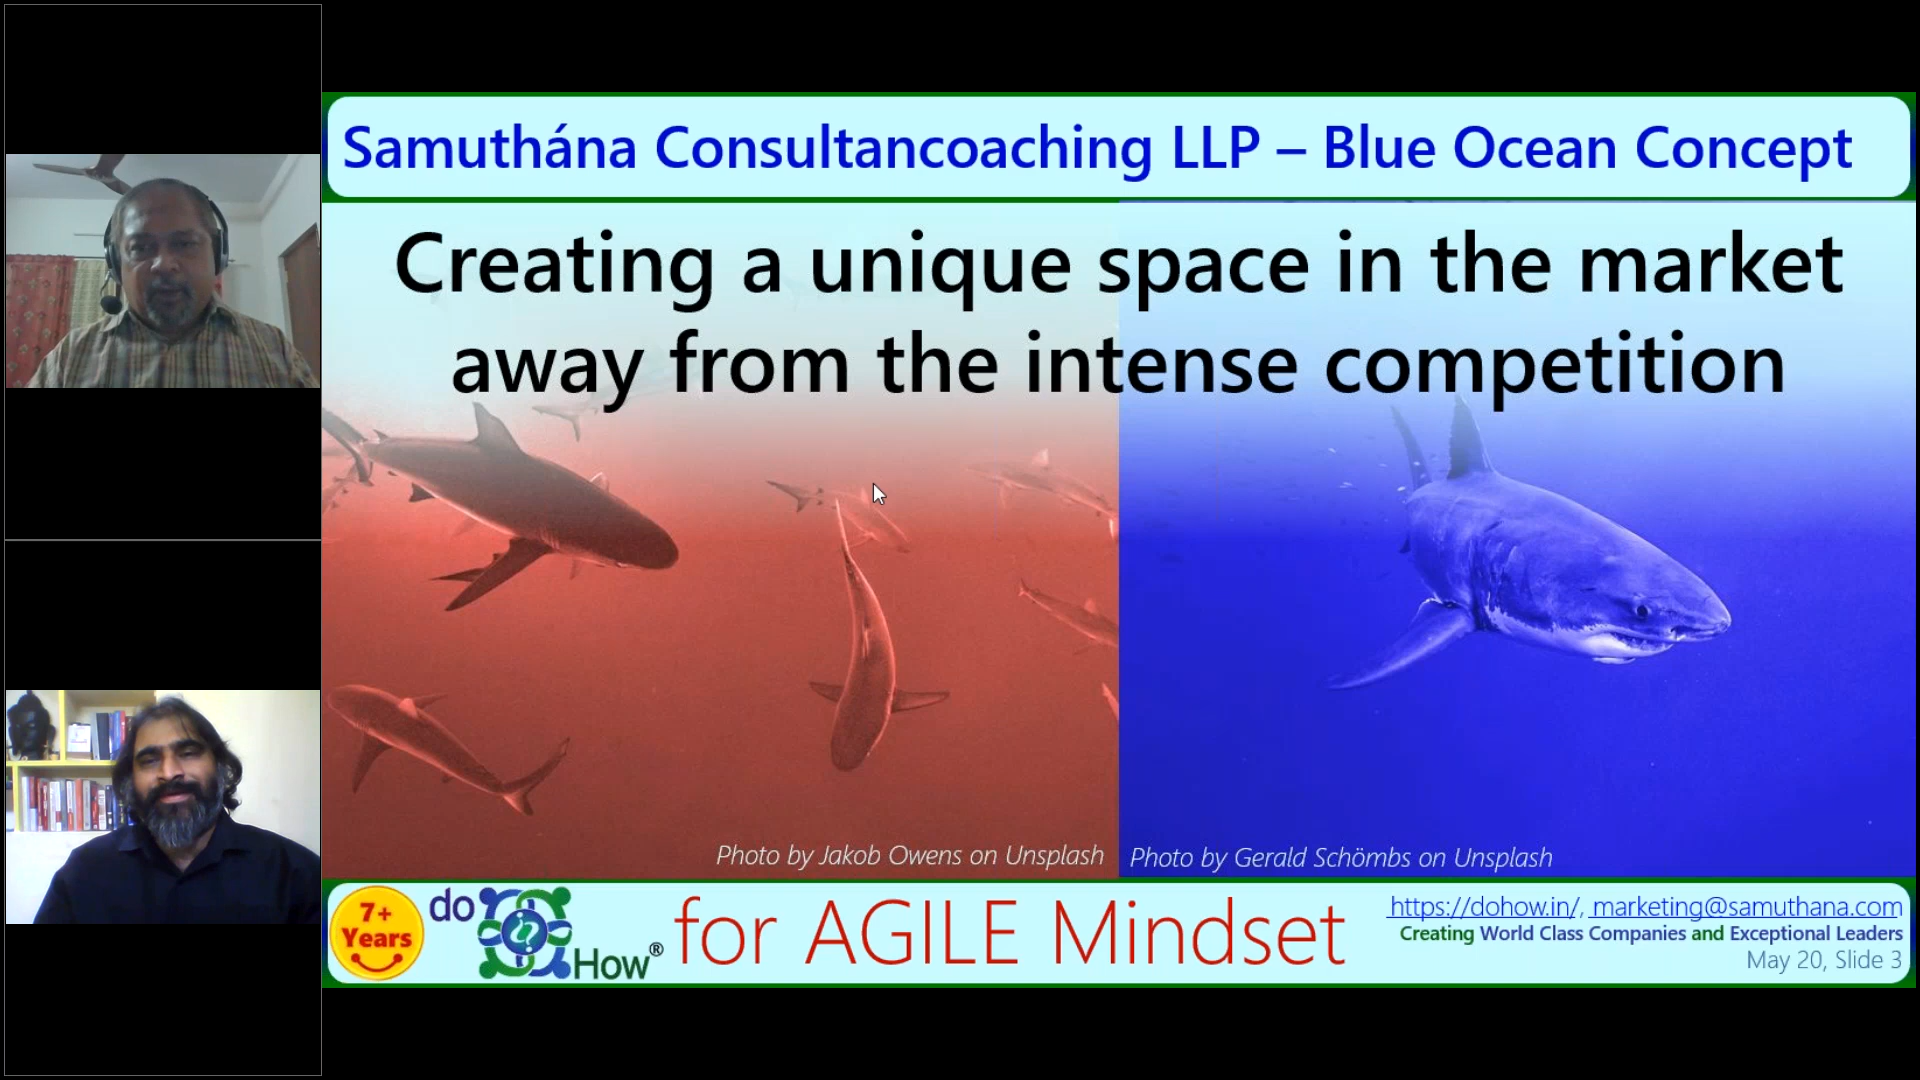 Samuthána Consultancoaching LLP – Blue Ocean Concept
Creating a unique space in the market
away from the intense competition
Photo by Jakob Owens on Unsplash
Photo by Gerald Schömbs on Unsplash
7+
Years
do
How®
for AGILE Mindset
https://dohow.in/, marketing@samuthana.com
Creating World Class Companies and Exceptional Leaders
May 20, Slide 3